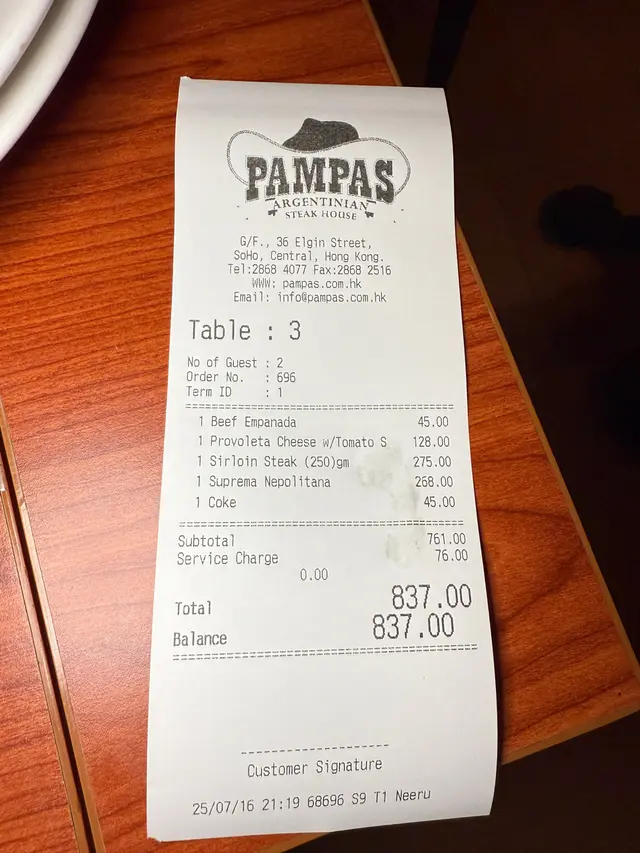 PAMPAS
ARGENTINIAN
STEAK HOUSE
G/F., 36 Elgin Street,
SoHo, Central, Hong Kong.
Tel:2868 4077 Fax:2868 2516
WWW: pampas.com.hk
Email: info@pampas.com.hk
Table : 3
No of Guest : 2
Order No. : 696
Term ID : 1
1 Beef Empanada 45.00
1 Provoleta Cheese w/Tomato S 128.00
1 Sirloin Steak (250)gm 275.00
1 Suprema Nepolitana 268.00
1 Coke 45.00
Subtotal 761.00
Service Charge 76.00
0.00
Total 837.00
Balance 837.00
Customer Signature
25/07/16 21:19 68696 S9 T1 Neeru